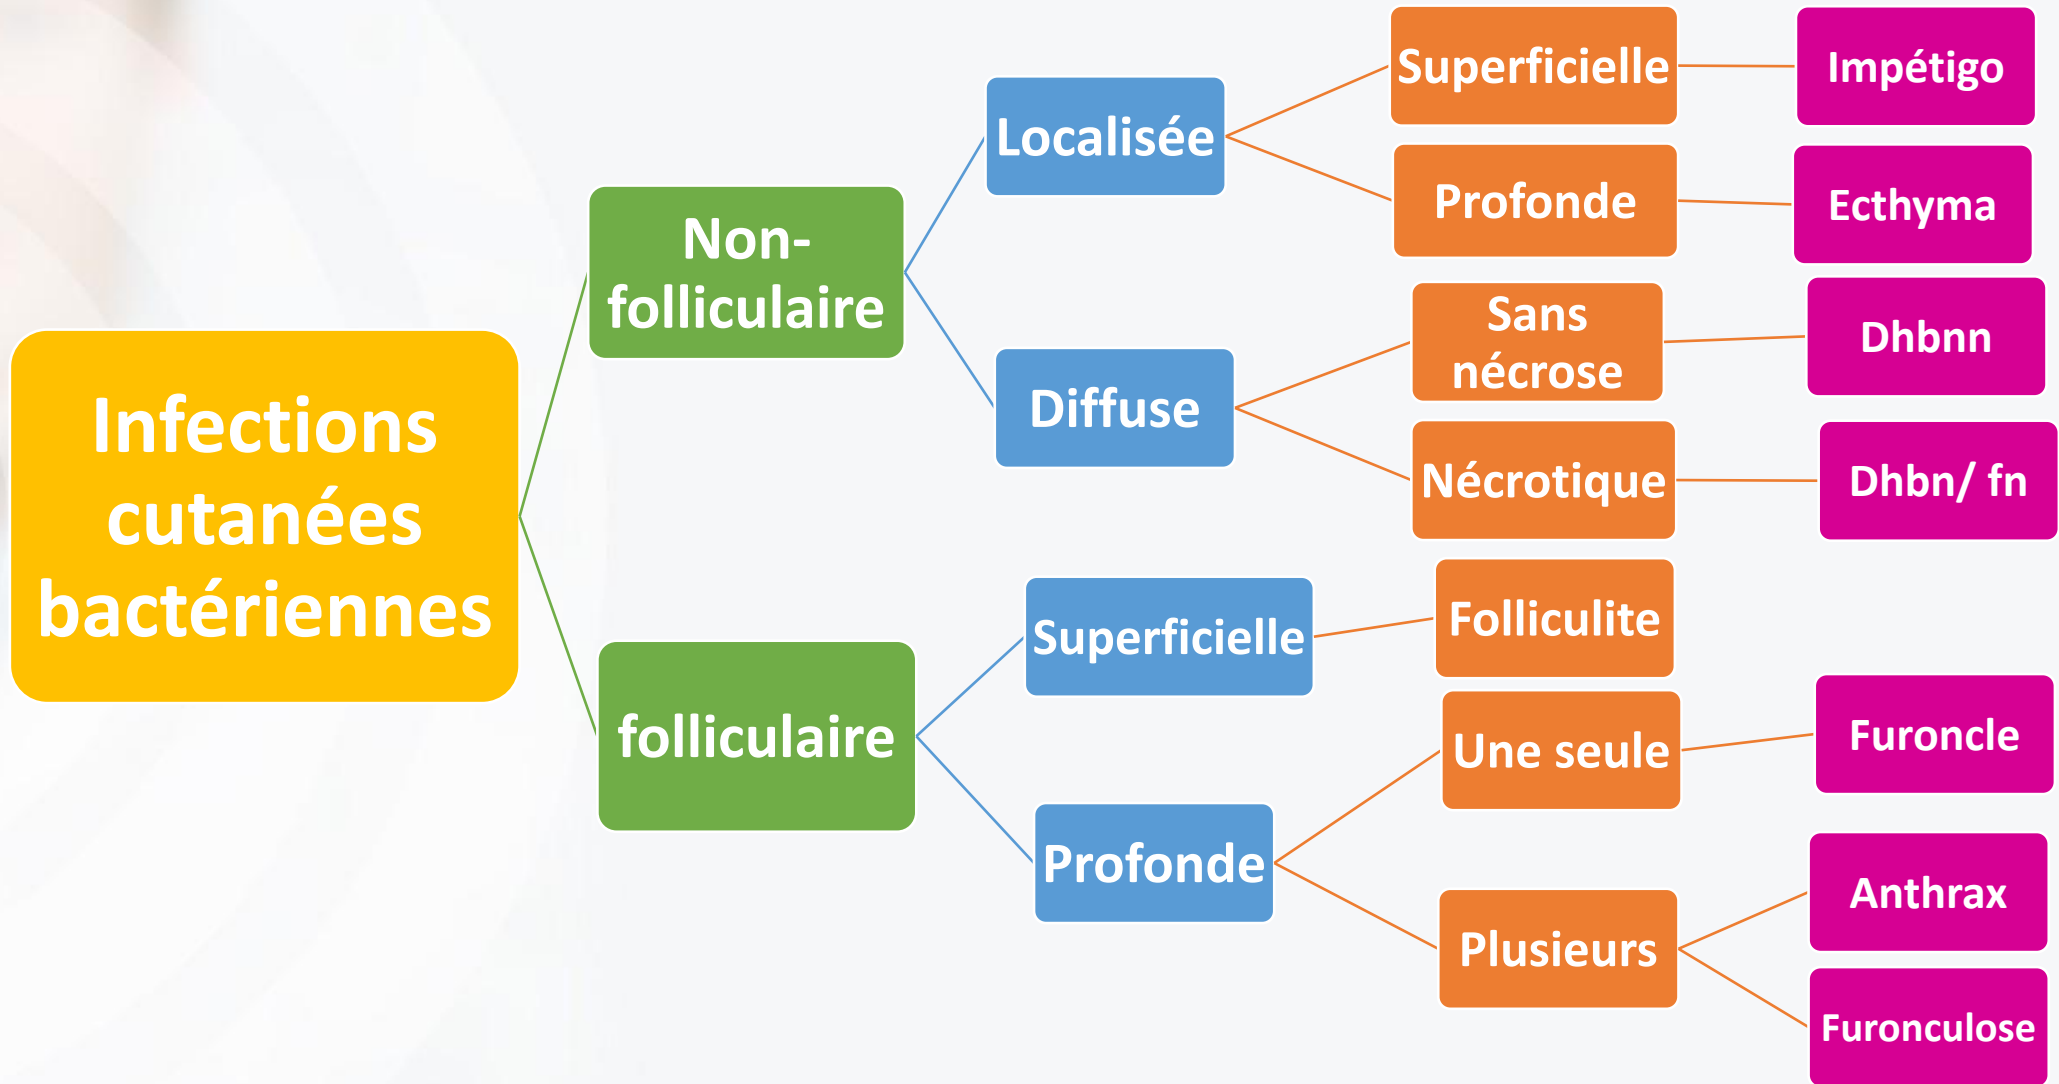 Infections
cutanées
bactériennes
Non-
folliculaire
Localisée
Superficielle
Impétigo
Profonde
Ecthyma
Diffuse
Sans
nécrose
Dhbnn
Nécrotique
Dhbn/ fn
folliculaire
Superficielle
Folliculite
Profonde
Une seule
Furoncle
Plusieurs
Anthrax
Furonculose